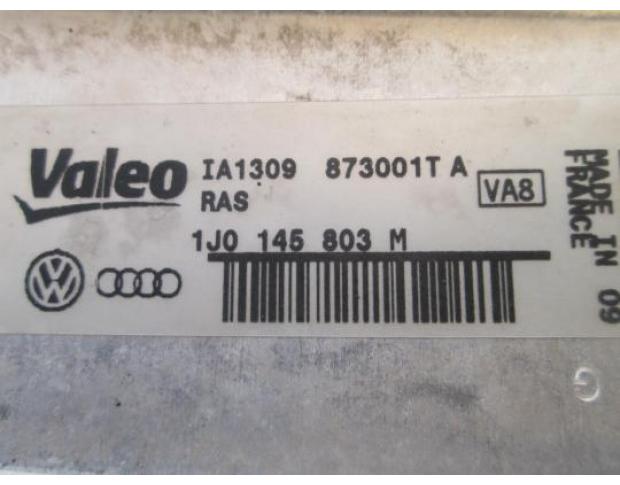 Valeo
IA1309 873001T A
RAS
VA8
1J0 145 803 M
MADE IN 09
FRANCE
G